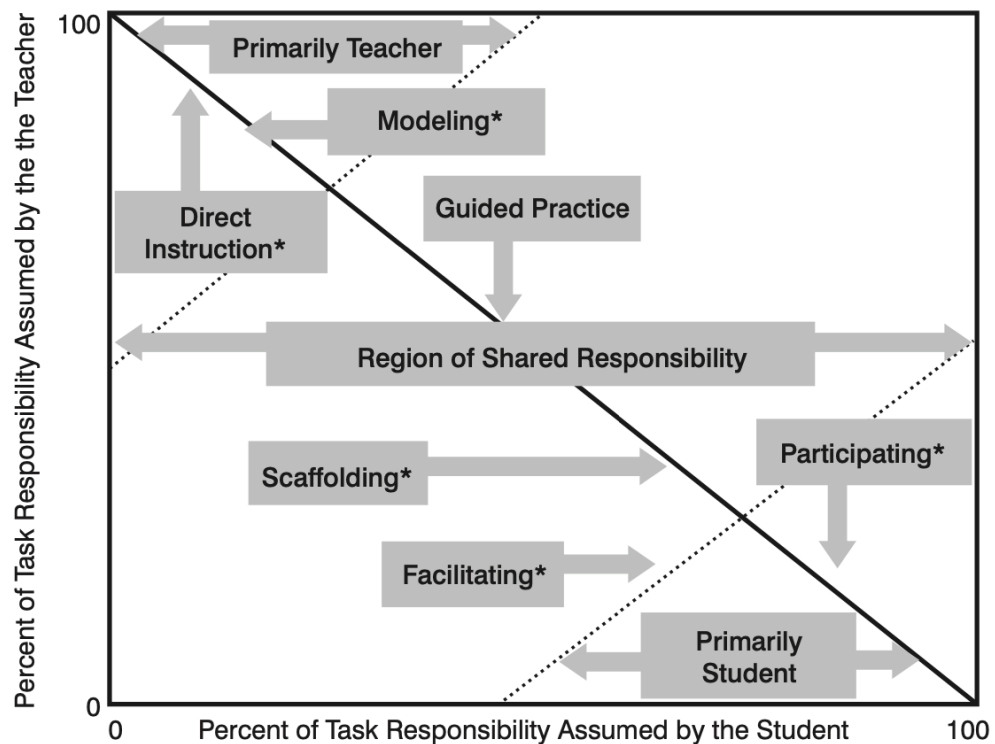 Percent of Task Responsibility Assumed by the the Teacher
100
Primarily Teacher
Modeling*
Guided Practice
Direct
Instruction*
Region of Shared Responsibility
Participating*
Scaffolding*
Facilitating*
Primarily
Student
0
0
Percent of Task Responsibility Assumed by the Student
100